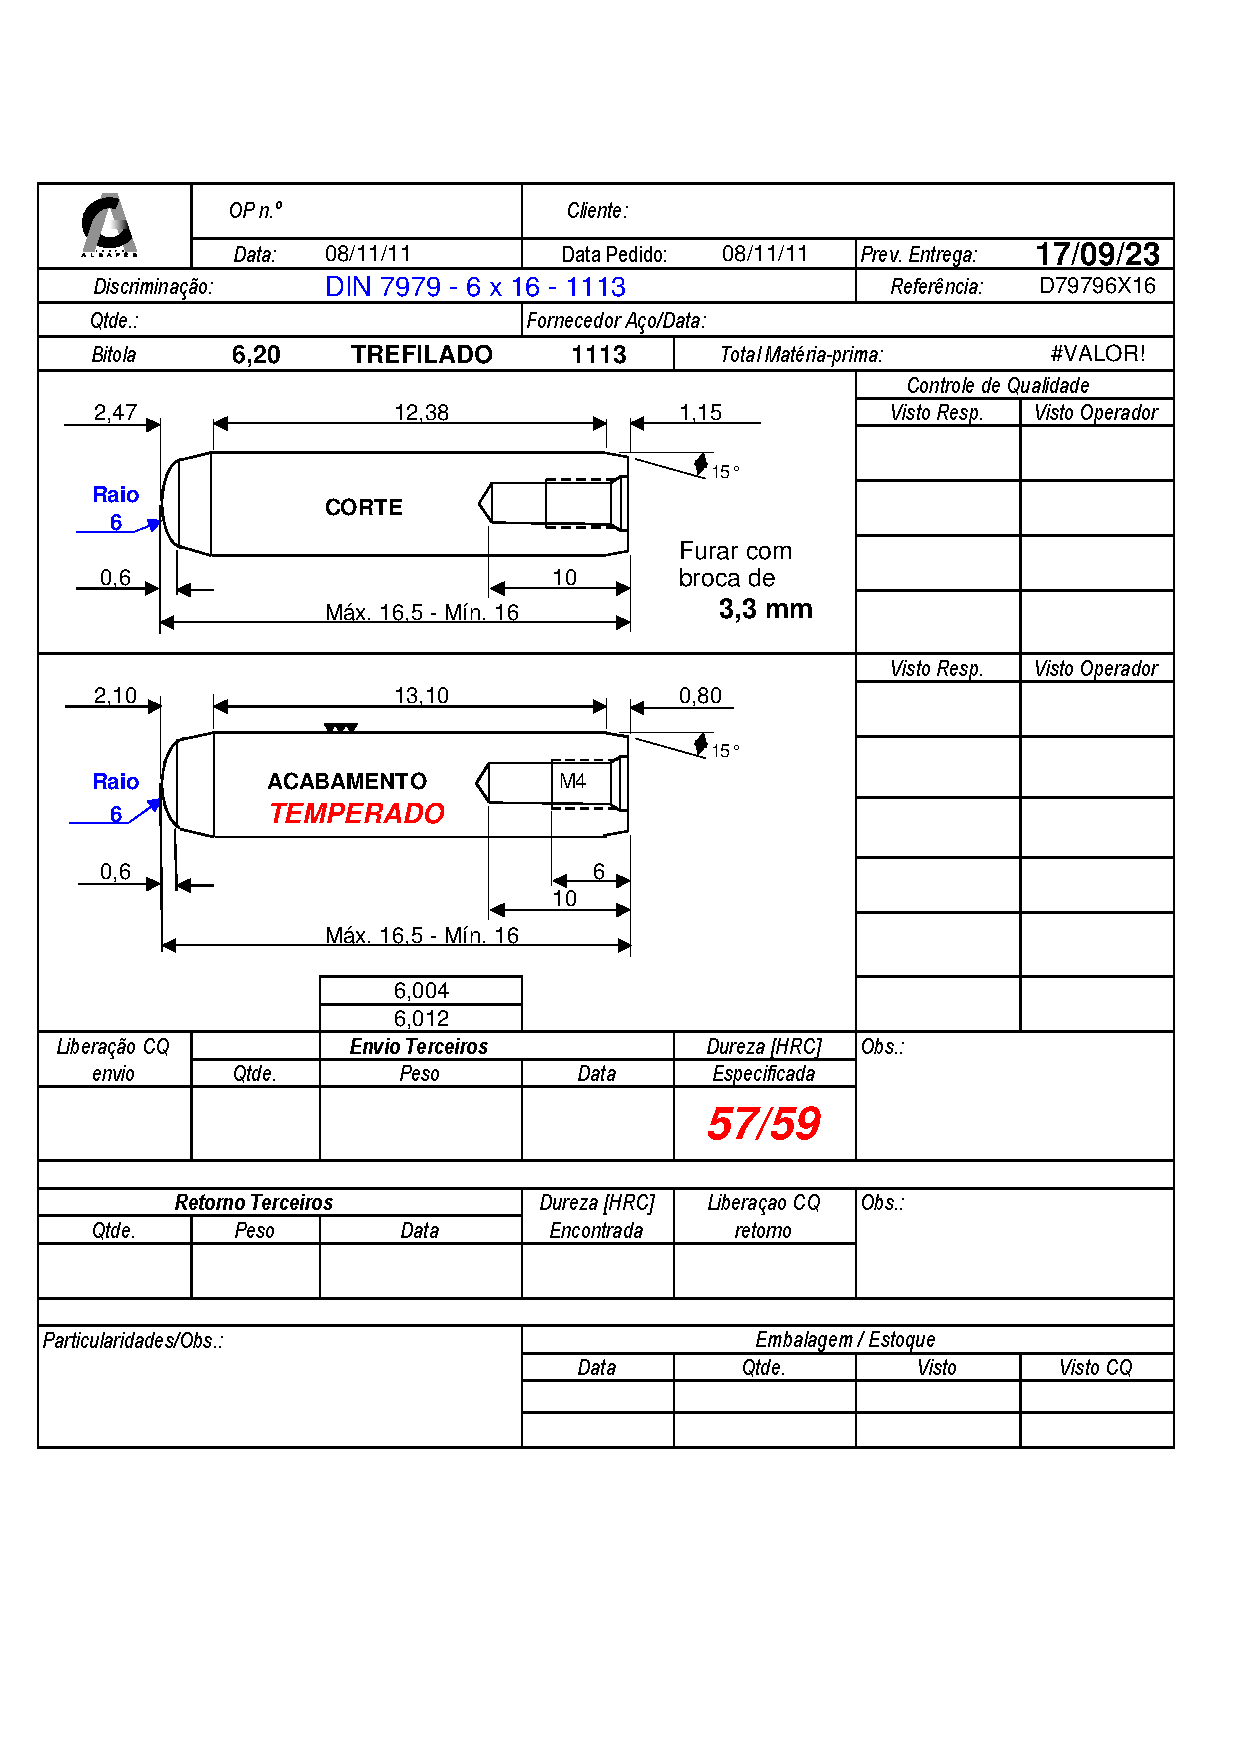 ALBAPES
OP n.º Cliente:
Data: 08/11/11 Data Pedido: 08/11/11 Prev. Entrega: 17/09/23
Discriminação: DIN 7979 - 6 x 16 - 1113 Referência: D79796X16
Qtde.: Fornecedor Aço/Data:
Bitola 6,20 TREFILADO 1113 Total Matéria-prima: #VALOR!
Controle de Qualidade
2,47 12,38 1,15 Visto Resp. Visto Operador
15°
Raio
CORTE
6
Furar com
0,6 10 broca de
Máx. 16,5 - Mín. 16 3,3 mm
Visto Resp. Visto Operador
2,10 13,10 0,80
15°
Raio ACABAMENTO M4
6 TEMPERADO
0,6 6
10
Máx. 16,5 - Mín. 16
6,004
6,012
Liberação CQ Envio Terceiros Dureza [HRC] Obs.:
envio Qtde. Peso Data Especificada
57/59
Retorno Terceiros Dureza [HRC] Liberaçao CQ Obs.:
Qtde. Peso Data Encontrada retorno
Particularidades/Obs.: Embalagem / Estoque
Data Qtde. Visto Visto CQ